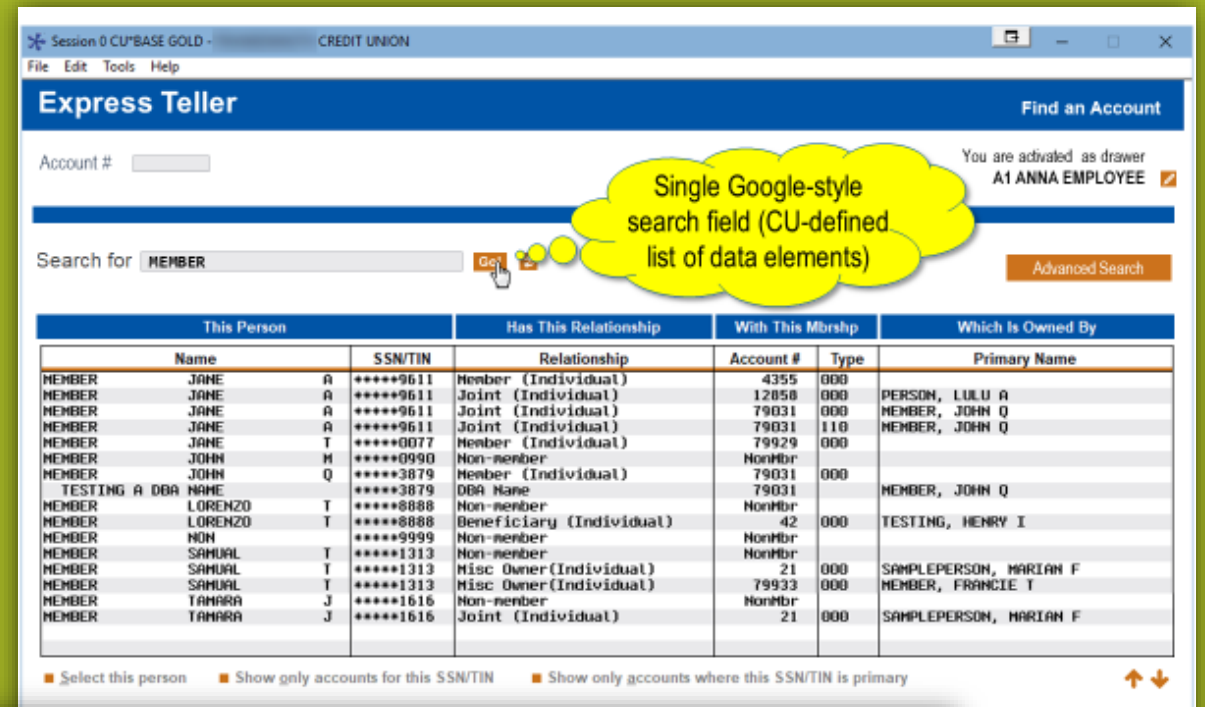 Session 0 CU*BASE GOLD - CREDIT UNION
File Edit Tools Help
Express Teller
Find an Account
Account #
You are activated as drawer
A1 ANNA EMPLOYEE
Single Google-style
search field (CU-defined
list of data elements)
Search for MEMBER
Go!
Advanced Search
This Person Has This Relationship With This Mbrshp Which Is Owned By
Name SSN/TIN Relationship Account # Type Primary Name
MEMBER JANE A *****9611 Member (Individual) 4355 000
MEMBER JANE A *****9611 Joint (Individual) 12858 000 PERSON, LULU A
MEMBER JANE A *****9611 Joint (Individual) 79031 000 MEMBER, JOHN Q
MEMBER JANE A *****9611 Joint (Individual) 79031 110 MEMBER, JOHN Q
MEMBER JANE T *****0077 Member (Individual) 79929 000
MEMBER JOHN M *****0990 Non-member NonMbr
MEMBER JOHN Q *****3879 Member (Individual) 79031 000
TESTING A DBA NAME *****3879 DBA Name 79031 MEMBER, JOHN Q
MEMBER LORENZO T *****8888 Non-member NonMbr
MEMBER LORENZO T *****8888 Beneficiary (Individual) 42 000 TESTING, HENRY I
MEMBER NON *****9999 Non-member NonMbr
MEMBER SAMUAL T *****1313 Non-member NonMbr
MEMBER SAMUAL T *****1313 Misc Owner(Individual) 21 000 SAMPLEPERSON, MARIAN F
MEMBER SAMUAL T *****1313 Misc Owner(Individual) 79933 000 MEMBER, FRANCIE T
MEMBER TAMARA J *****1616 Non-member NonMbr
MEMBER TAMARA J *****1616 Joint (Individual) 21 000 SAMPLEPERSON, MARIAN F
Select this person Show only accounts for this SSN/TIN Show only accounts where this SSN/TIN is primary